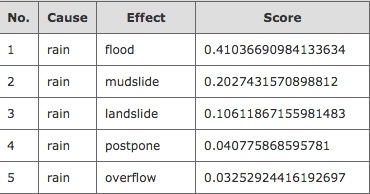 No. Cause Effect Score
1 rain flood 0.41036690984133634
2 rain mudslide 0.2027431570898812
3 rain landslide 0.10611867155981483
4 rain postpone 0.040775868595781
5 rain overflow 0.03252924416192697